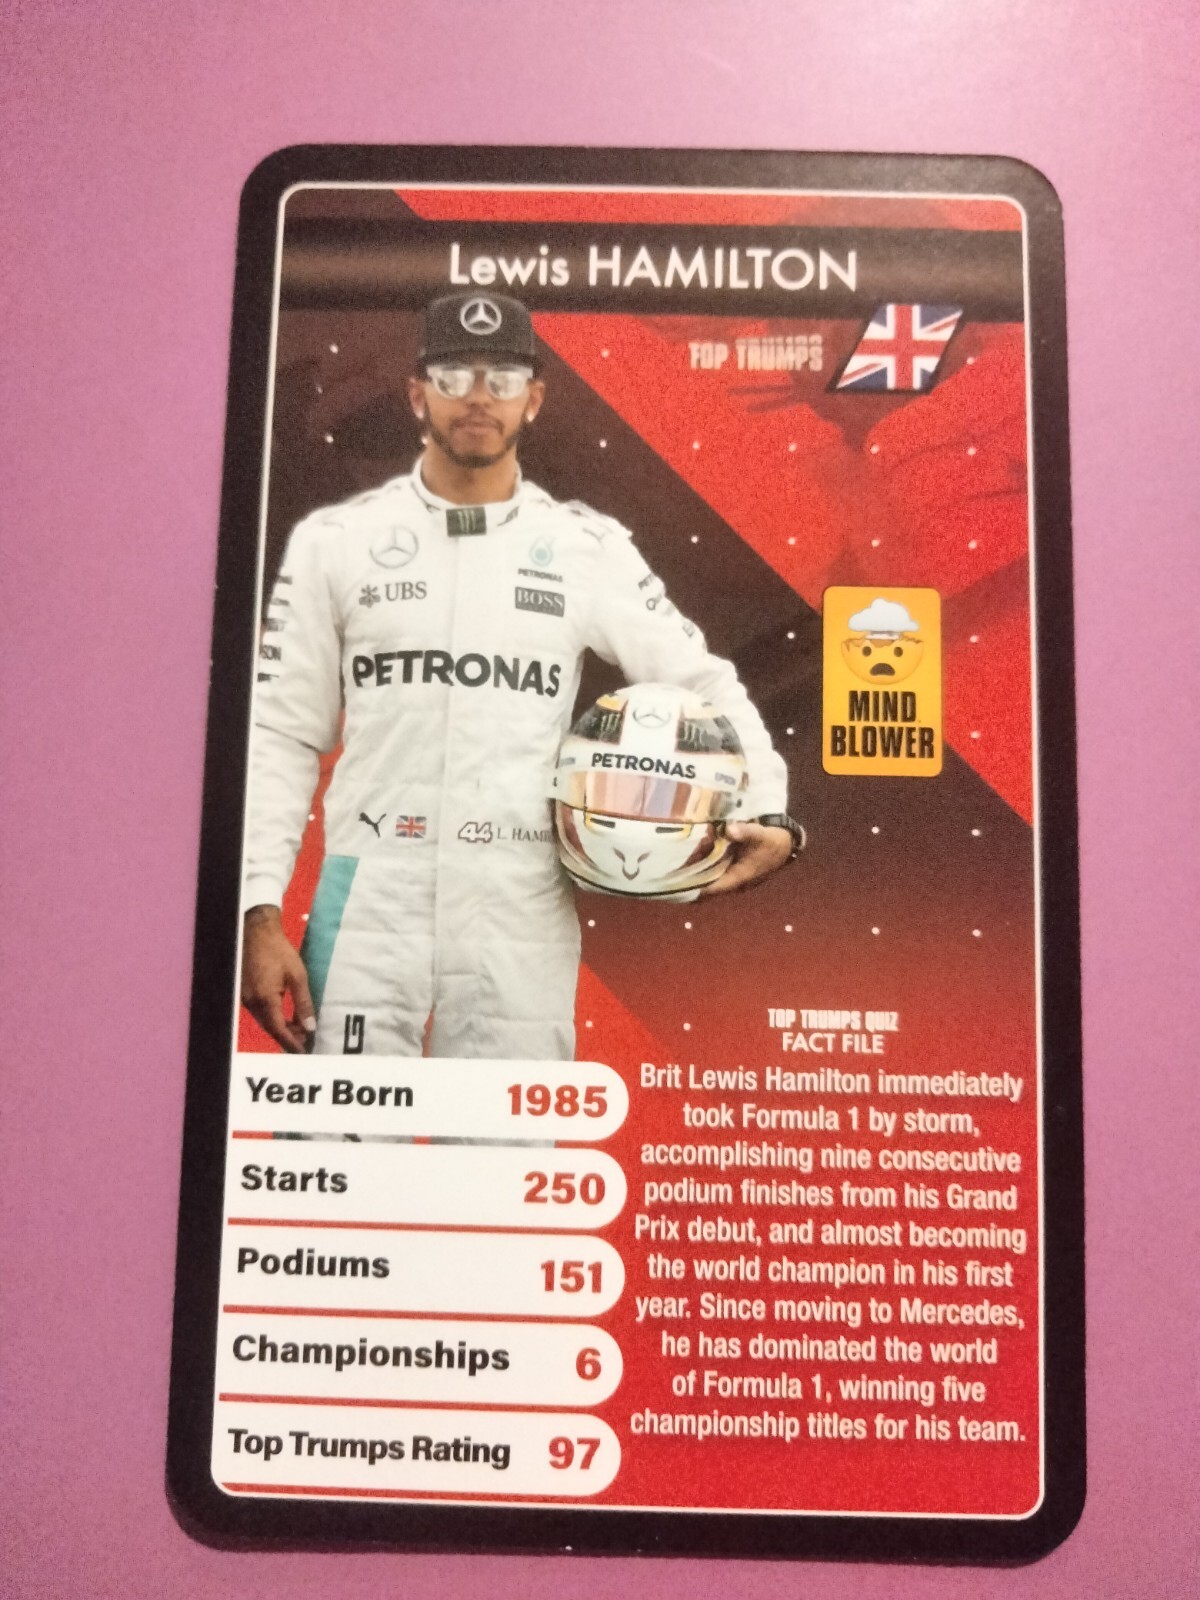 Lewis HAMILTON
TOP TRUMPS
UBS
PETRONAS
BOSS
PETRONAS
PETRONAS
EPSON
44 L. HAMI
MIND
BLOWER
TOP TRUMPS QUIZ
FACT FILE
Brit Lewis Hamilton immediately
took Formula 1 by storm,
accomplishing nine consecutive
podium finishes from his Grand
Prix debut, and almost becoming
the world champion in his first
year. Since moving to Mercedes,
he has dominated the world
of Formula 1, winning five
championship titles for his team.
Year Born 1985
Starts 250
Podiums 151
Championships 6
Top Trumps Rating 97